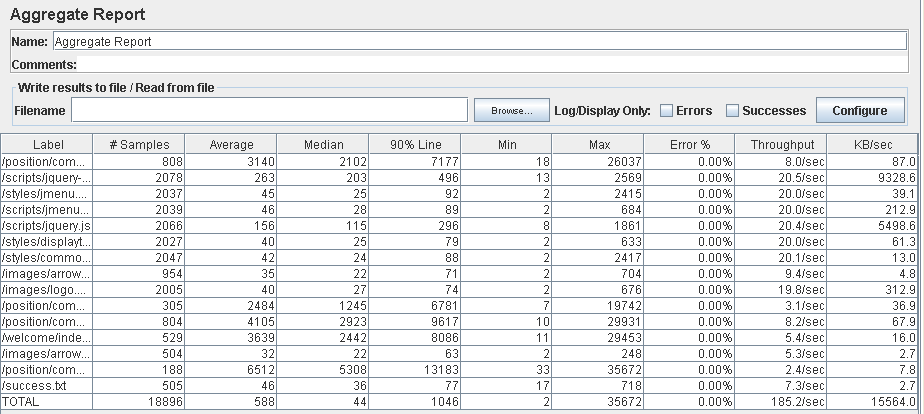 Aggregate Report
Name: Aggregate Report
Comments:
Write results to file / Read from file
Filename Browse... Log/Display Only: Errors Successes Configure
Label # Samples Average Median 90% Line Min Max Error % Throughput KB/sec
/position/com... 808 3140 2102 7177 18 26037 0.00% 8.0/sec 87.0
/scripts/jquery-... 2078 263 203 496 13 2569 0.00% 20.5/sec 9328.6
/styles/jmenu.... 2037 45 25 92 2 2415 0.00% 20.0/sec 39.1
/scripts/jmenu... 2039 46 28 89 2 684 0.00% 20.0/sec 212.9
/scripts/jquery.js 2066 156 115 296 8 1861 0.00% 20.4/sec 5498.6
/styles/displayt... 2027 40 25 79 2 633 0.00% 20.0/sec 61.3
/styles/commo... 2047 42 24 88 2 2417 0.00% 20.1/sec 13.0
/images/arrow... 954 35 22 71 2 704 0.00% 9.4/sec 4.8
/images/logo.... 2005 40 27 74 2 676 0.00% 19.8/sec 312.9
/position/com... 305 2484 1245 6781 7 19742 0.00% 3.1/sec 36.9
/position/com... 804 4105 2923 9617 10 29931 0.00% 8.2/sec 67.9
/welcome/inde... 529 3639 2442 8086 11 29453 0.00% 5.4/sec 16.0
/images/arrow... 504 32 22 63 2 248 0.00% 5.3/sec 2.7
/position/com... 188 6512 5308 13183 33 35672 0.00% 2.4/sec 7.8
/success.txt 505 46 36 77 17 718 0.00% 7.3/sec 2.7
TOTAL 18896 588 44 1046 2 35672 0.00% 185.2/sec 15564.0